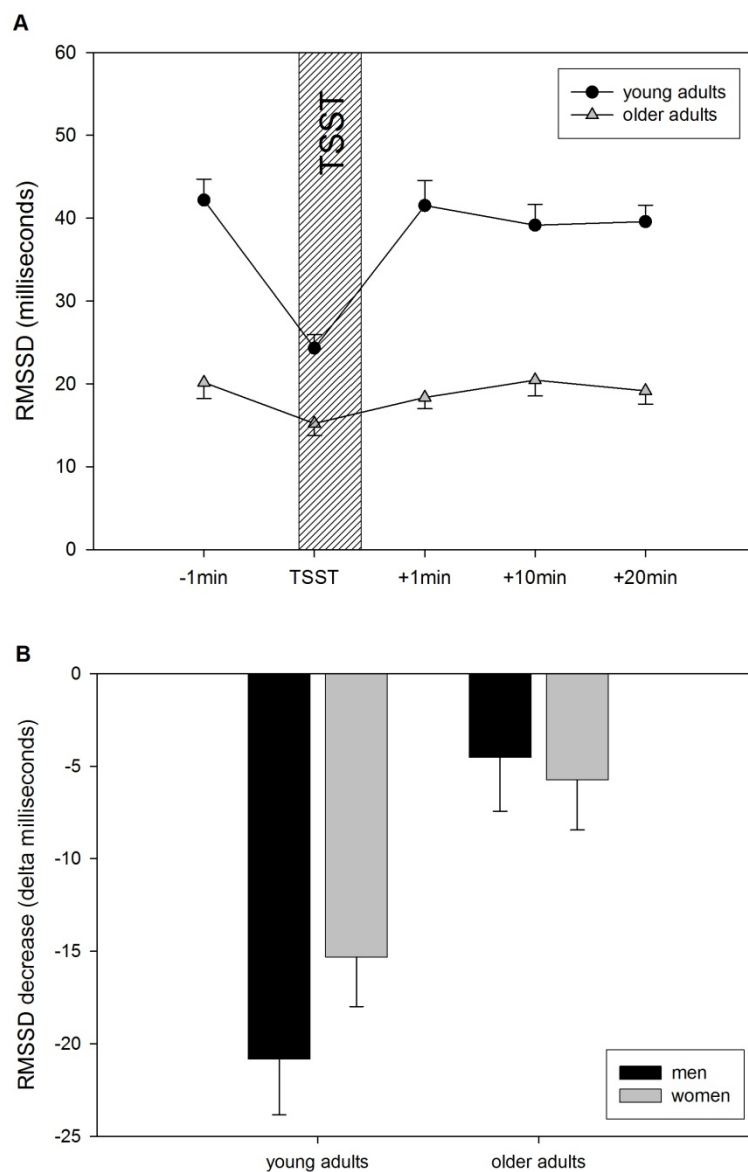 A
60
50
40
30
20
10
0
RMSSD (milliseconds)
TSST
young adults
older adults
-1min TSST +1min +10min +20min
B
0
-5
-10
-15
-20
-25
RMSSD decrease (delta milliseconds)
men
women
young adults older adults